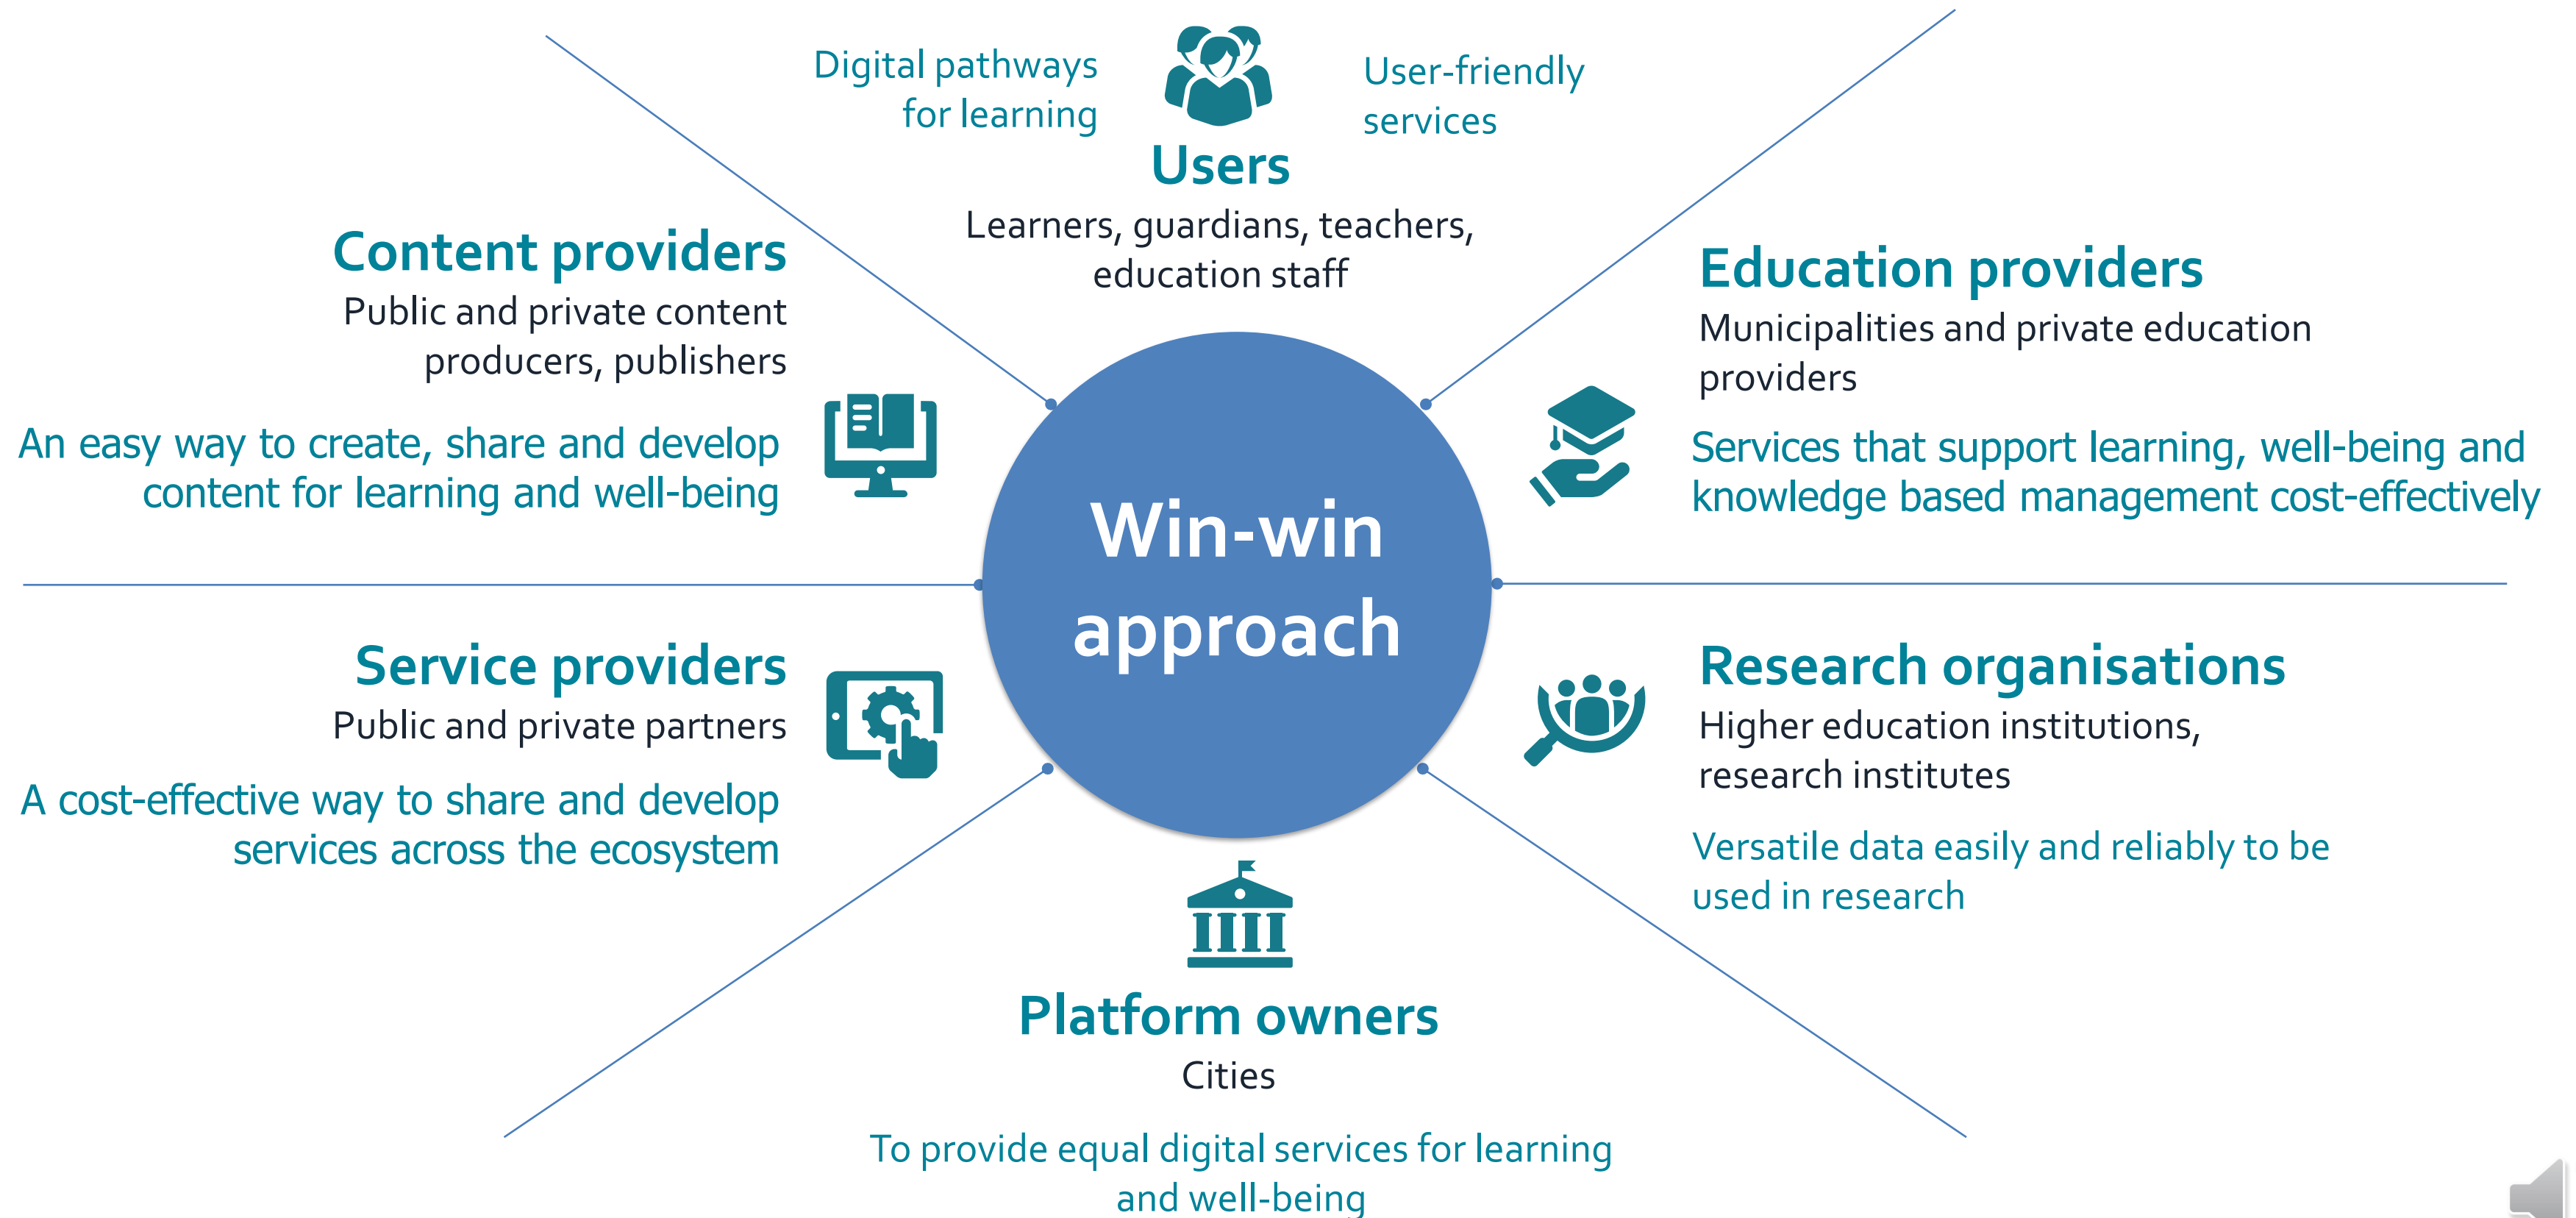 Digital pathways
for learning
User-friendly
services
Users
Learners, guardians, teachers,
education staff
Content providers
Public and private content
producers, publishers
An easy way to create, share and develop
content for learning and well-being
Education providers
Municipalities and private education
providers
Services that support learning, well-being and
knowledge based management cost-effectively
Win-win
approach
Service providers
Public and private partners
A cost-effective way to share and develop
services across the ecosystem
Research organisations
Higher education institutions,
research institutes
Versatile data easily and reliably to be
used in research
Platform owners
Cities
To provide equal digital services for learning
and well-being